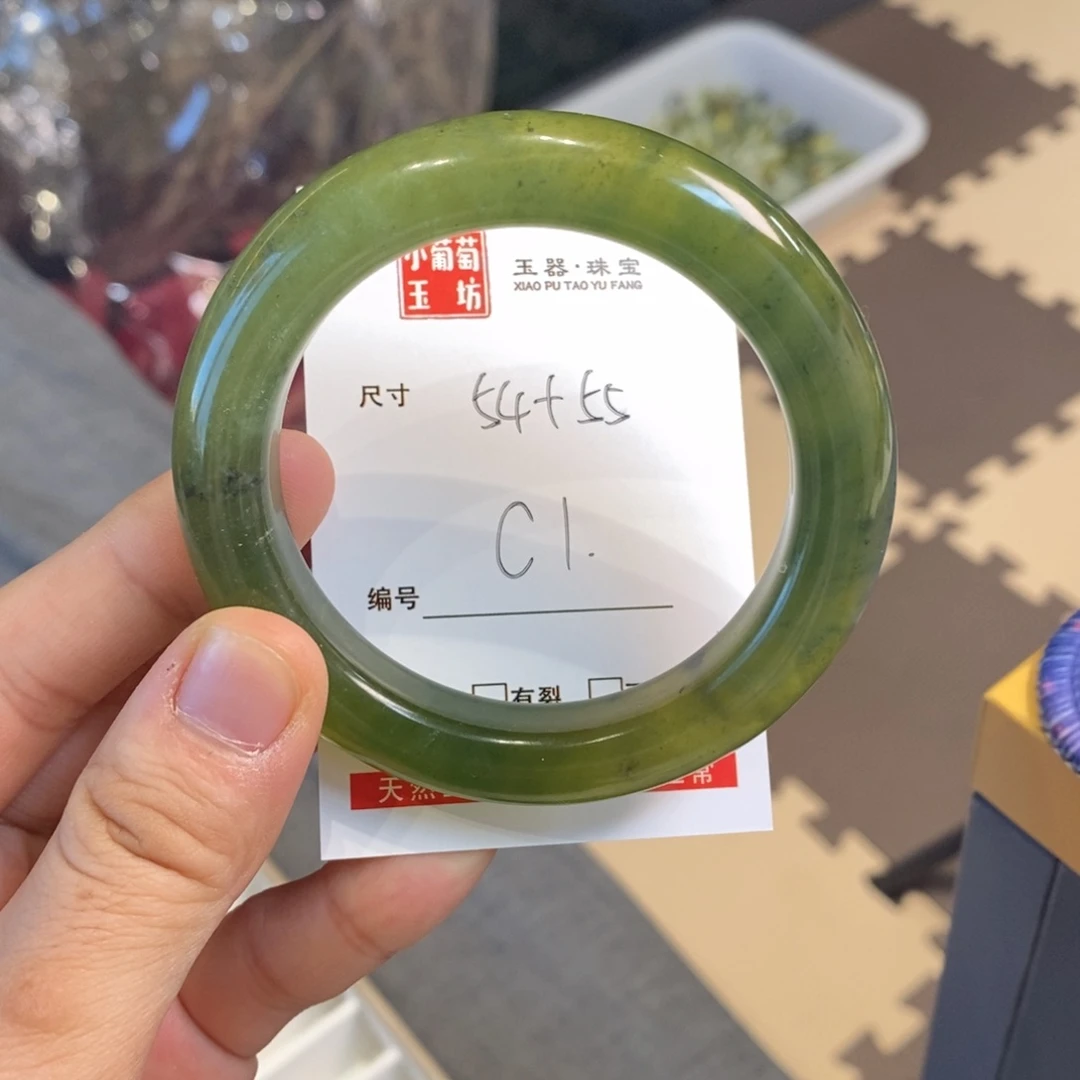 小葡萄
玉坊
玉器·珠宝
XIAO PU TAO YU FANG
尺寸 54+55
C1.
编号
有裂
天然
常